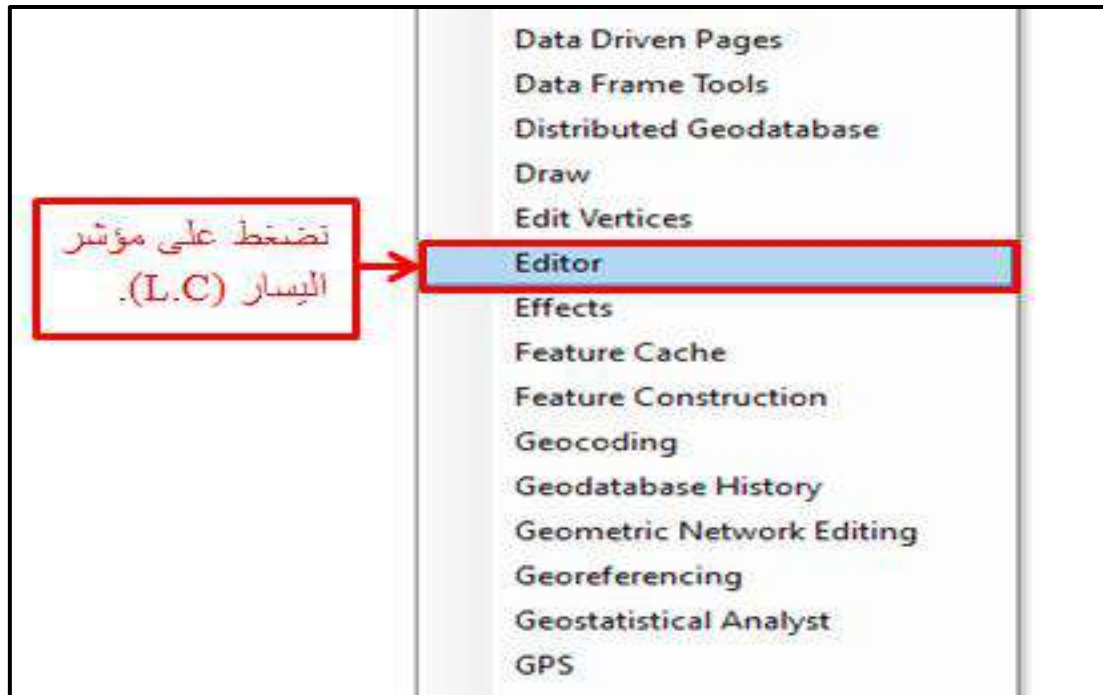 Data Driven Pages
Data Frame Tools
Distributed Geodatabase
Draw
Edit Vertices
نضغط على مؤشر
اليسار (L.C).
Editor
Effects
Feature Cache
Feature Construction
Geocoding
Geodatabase History
Geometric Network Editing
Georeferencing
Geostatistical Analyst
GPS